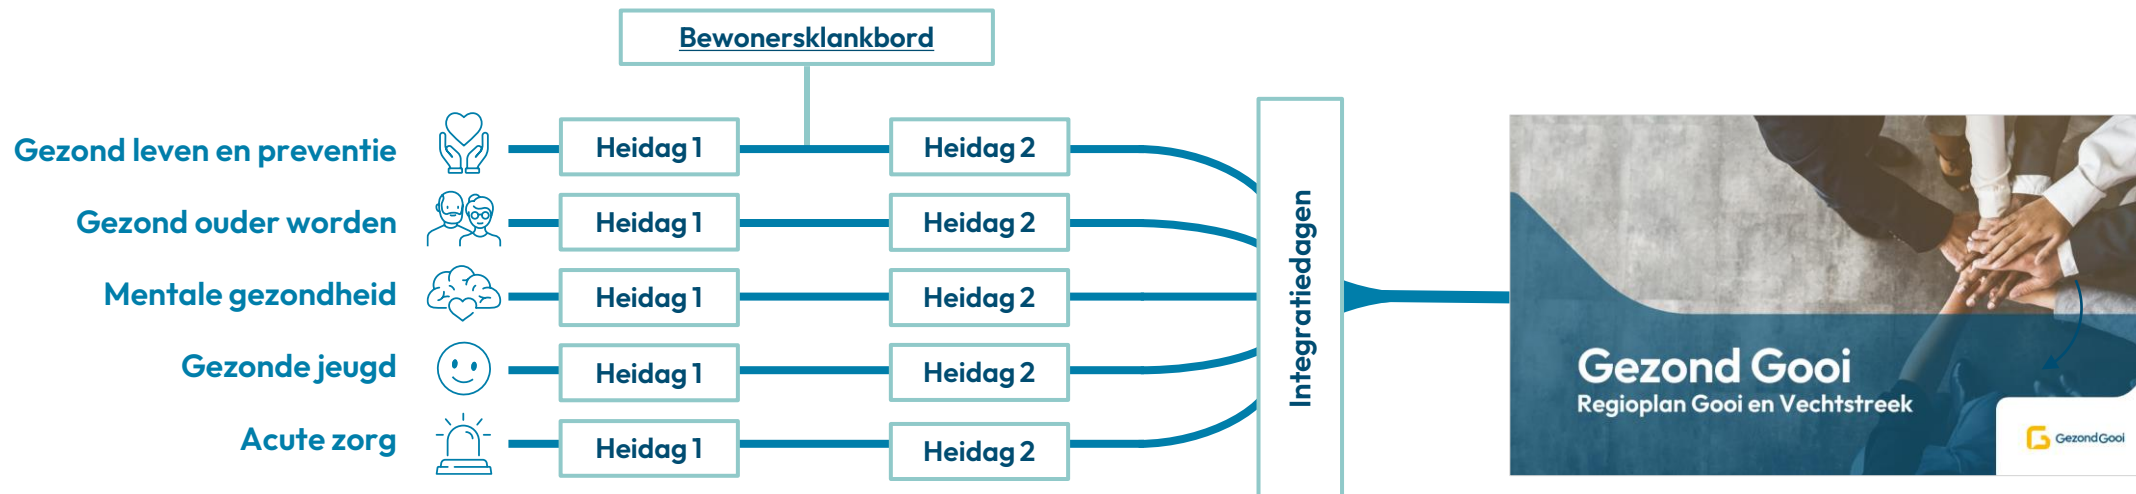 Bewonersklankbord
Gezond leven en preventie
Heidag 1
Heidag 2
Gezond ouder worden
Heidag 1
Heidag 2
Mentale gezondheid
Heidag 1
Heidag 2
Gezonde jeugd
Heidag 1
Heidag 2
Acute zorg
Heidag 1
Heidag 2
Integratiedagen
Gezond Gooi
Regioplan Gooi en Vechtstreek
GezondGooi